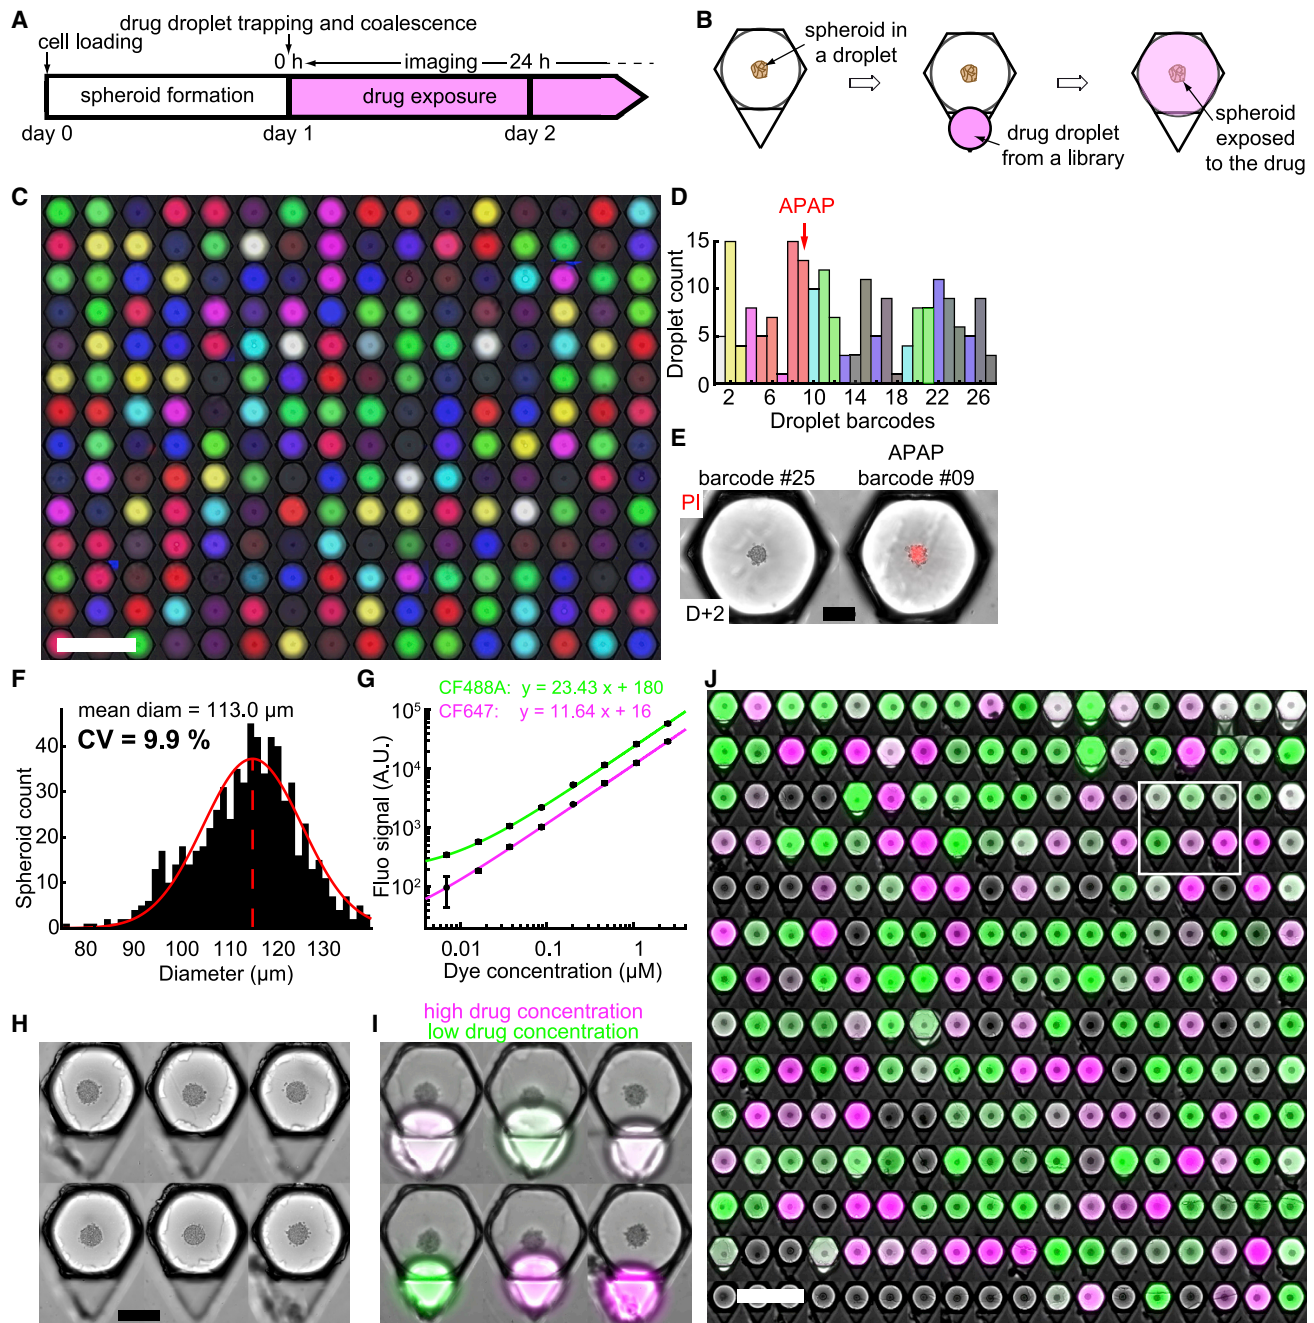 A
drug droplet trapping and coalescence
cell loading
0 h
imaging
24 h
spheroid formation
drug exposure
day 0
day 1
day 2
B
spheroid in
a droplet
drug droplet
from a library
spheroid
exposed
to the drug
C
D
APAP
Droplet count
15
10
5
0
2 6 10 14 18 22 26
Droplet barcodes
E
APAP
barcode #25
barcode #09
PI
D+2
F
mean diam = 113.0 µm
CV = 9.9 %
Spheroid count
40
30
20
10
0
80 90 100 110 120 130
Diameter (µm)
G
CF488A: y = 23.43 x + 180
CF647: y = 11.64 x + 16
Fluo signal (A.U.)
10⁵
10⁴
10³
10²
0.01 0.1 1
Dye concentration (µM)
H
I
high drug concentration
low drug concentration
J